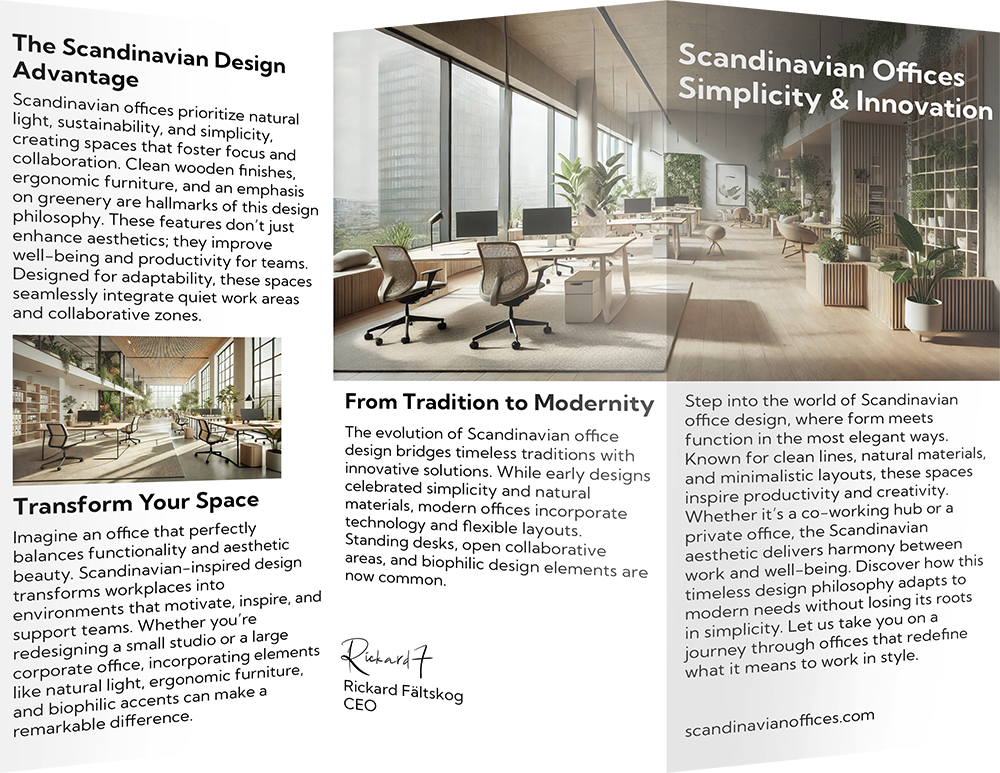 The Scandinavian Design
Advantage
Scandinavian offices prioritize natural
light, sustainability, and simplicity,
creating spaces that foster focus and
collaboration. Clean wooden finishes,
ergonomic furniture, and an emphasis
on greenery are hallmarks of this design
philosophy. These features don't just
enhance aesthetics; they improve
well-being and productivity for teams.
Designed for adaptability, these spaces
seamlessly integrate quiet work areas
and collaborative zones.
Transform Your Space
Imagine an office that perfectly
balances functionality and aesthetic
beauty. Scandinavian-inspired design
transforms workplaces into
environments that motivate, inspire, and
support teams. Whether you're
redesigning a small studio or a large
corporate office, incorporating elements
like natural light, ergonomic furniture,
and biophilic accents can make a
remarkable difference.
From Tradition to Modernity
The evolution of Scandinavian office
design bridges timeless traditions with
innovative solutions. While early designs
celebrated simplicity and natural
materials, modern offices incorporate
technology and flexible layouts.
Standing desks, open collaborative
areas, and biophilic design elements are
now common.
Rickard F
Rickard Fältskog
CEO
Scandinavian Offices
Simplicity & Innovation
Step into the world of Scandinavian
office design, where form meets
function in the most elegant ways.
Known for clean lines, natural materials,
and minimalistic layouts, these spaces
inspire productivity and creativity.
Whether it's a co-working hub or a
private office, the Scandinavian
aesthetic delivers harmony between
work and well-being. Discover how this
timeless design philosophy adapts to
modern needs without losing its roots
in simplicity. Let us take you on a
journey through offices that redefine
what it means to work in style.
scandinavianoffices.com